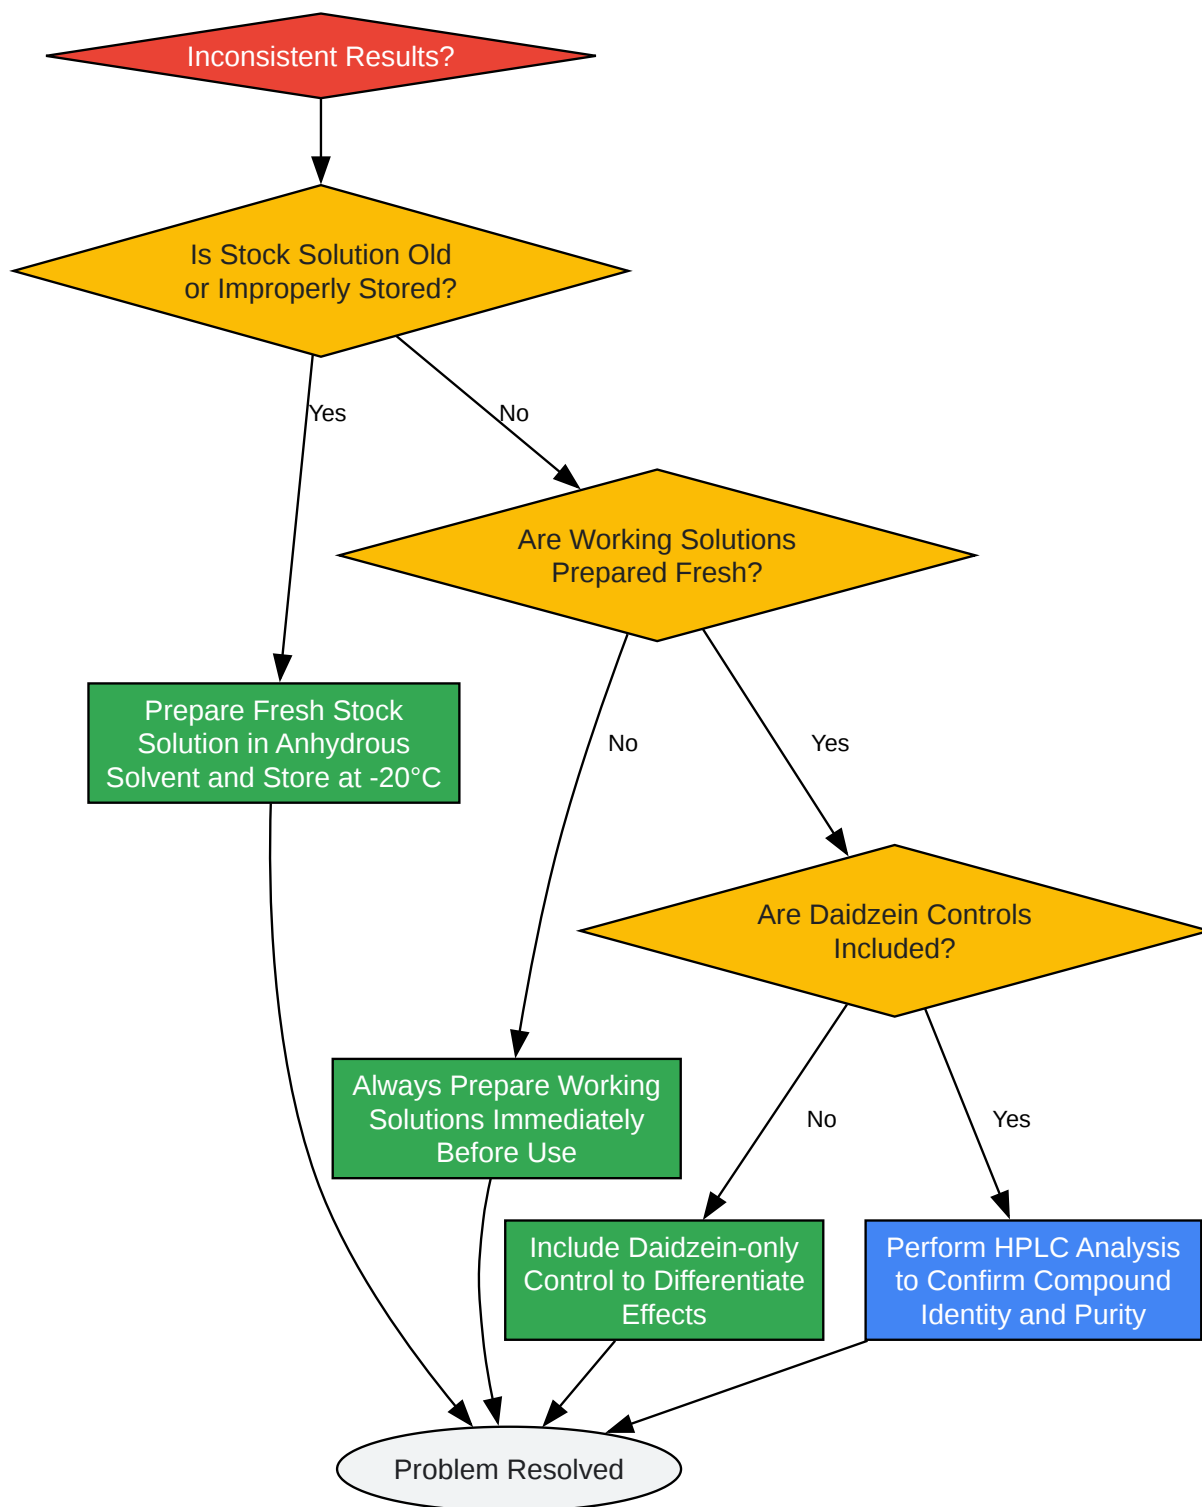 Inconsistent Results?
Is Stock Solution Old
or Improperly Stored?
Yes
No
Are Working Solutions
Prepared Fresh?
Prepare Fresh Stock
Solution in Anhydrous
Solvent and Store at -20°C
No
Yes
Are Daidzein Controls
Included?
Always Prepare Working
Solutions Immediately
Before Use
No
Yes
Include Daidzein-only
Control to Differentiate
Effects
Perform HPLC Analysis
to Confirm Compound
Identity and Purity
Problem Resolved